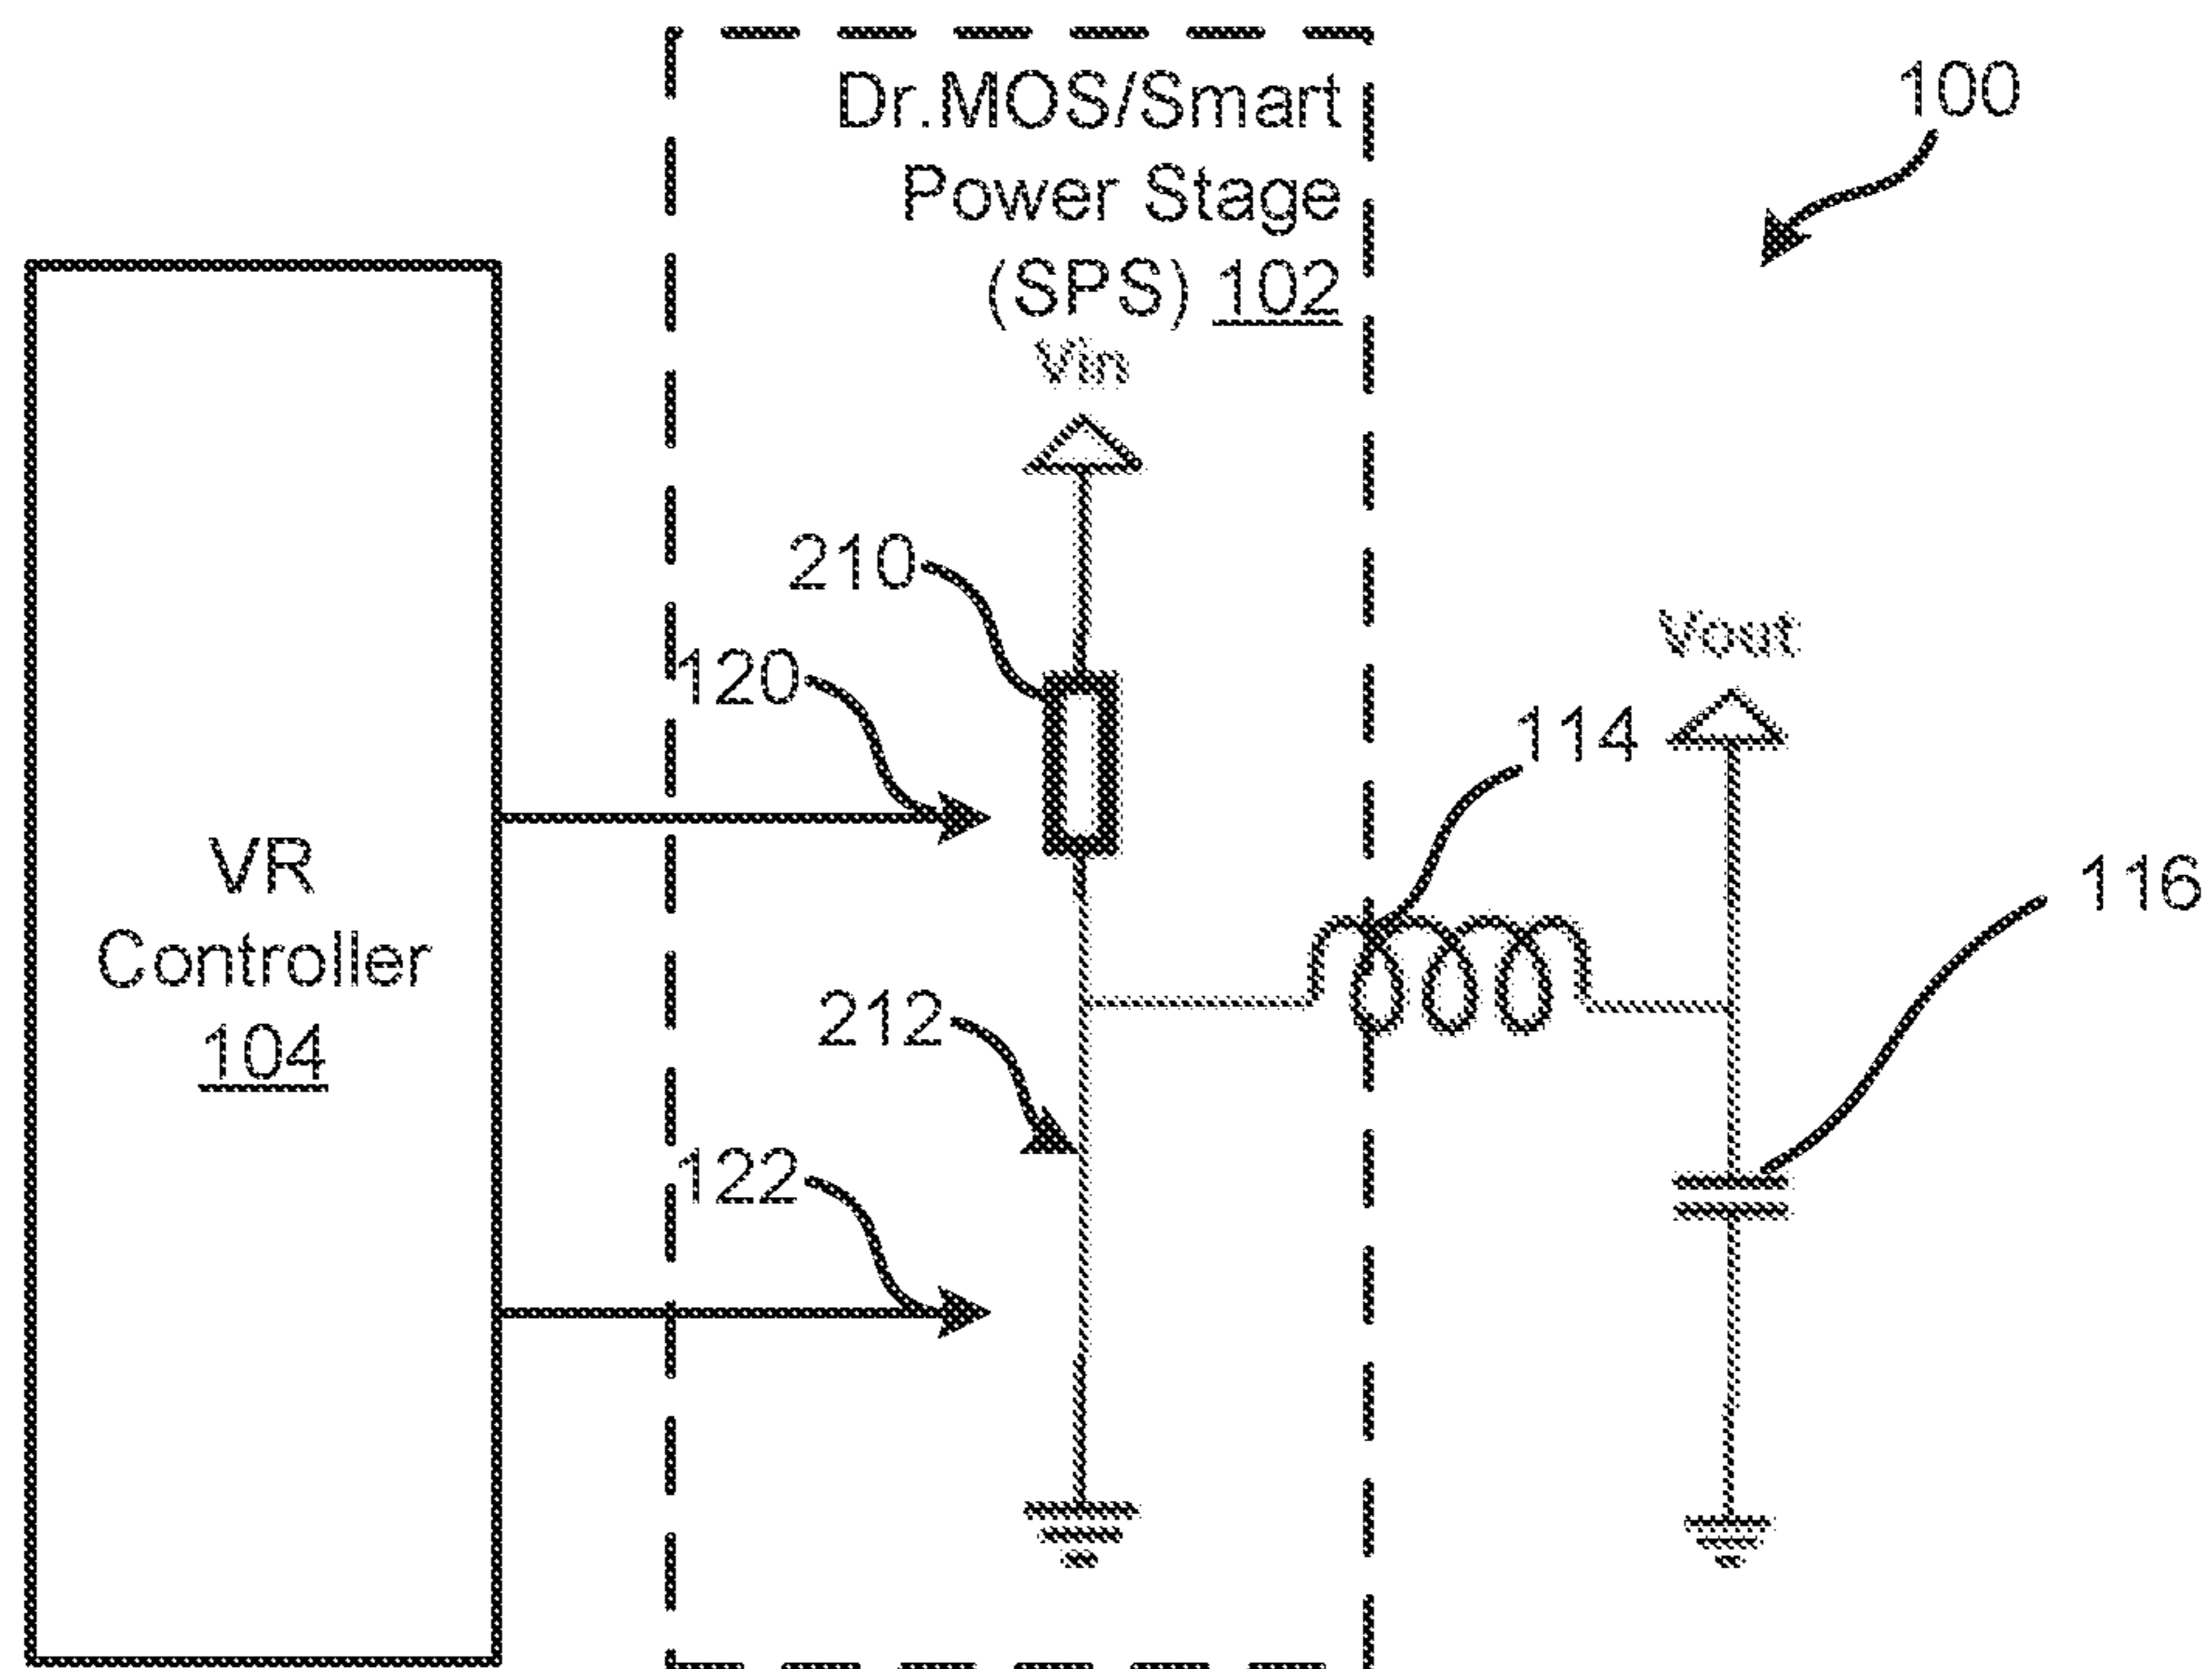 Dr.MOS/Smart
Power Stage
(SPS) 102
100
Vin
210
120
Vout
114
VR
Controller
104
116
212
122